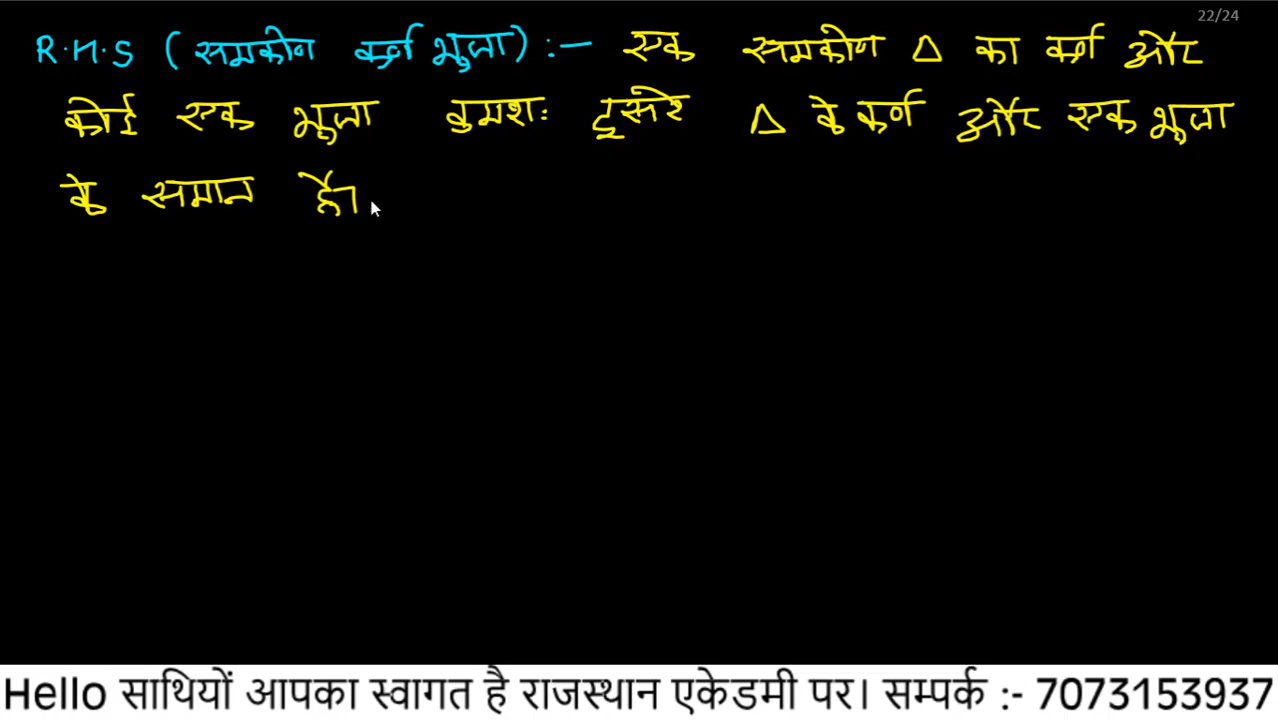 22/24
R.H.S (समकोण कर्ण भुजा) :- एक समकोण Δ का कर्ण और
कोई एक भुजा क्रमशः दूसरे Δ के कर्ण और एक भुजा
के समान है।
Hello साथियों आपका स्वागत है राजस्थान एकेडमी पर। सम्पर्क :- 7073153937